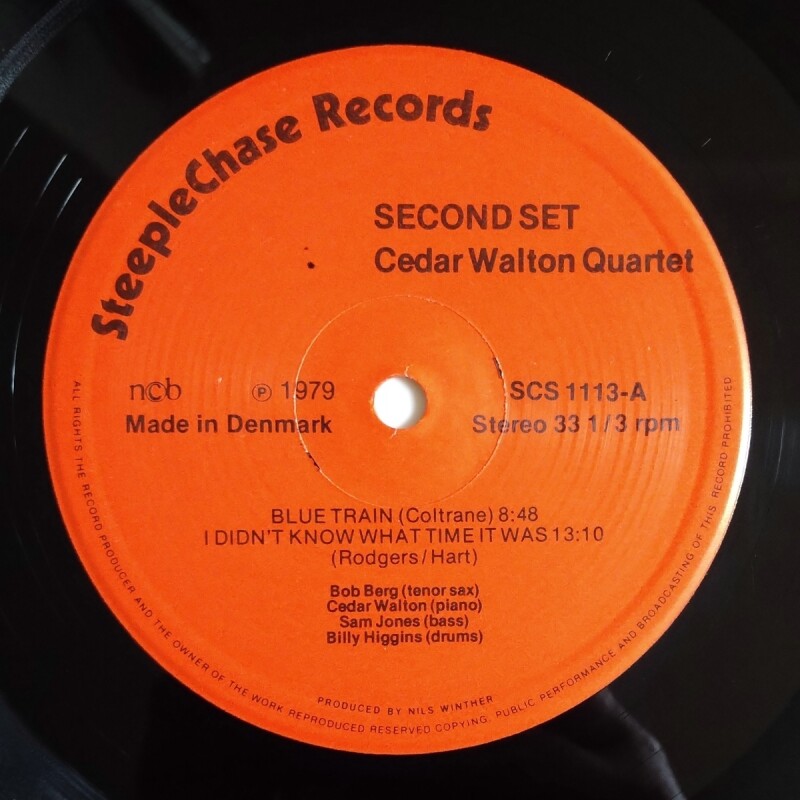 SteepleChase Records
SECOND SET
Cedar Walton Quartet
ncb ℗ 1979
SCS 1113-A
Made in Denmark
Stereo 33 1/3 rpm
BLUE TRAIN (Coltrane) 8:48
I DIDN'T KNOW WHAT TIME IT WAS 13:10
(Rodgers/Hart)
Bob Berg (tenor sax)
Cedar Walton (piano)
Sam Jones (bass)
Billy Higgins (drums)
PRODUCED BY NILS WINTHER
ALL RIGHTS THE RECORD PRODUCER AND THE OWNER OF THE WORK REPRODUCED RESERVED COPYING, PUBLIC PERFORMANCE AND BROADCASTING OF THIS RECORD PROHIBITED